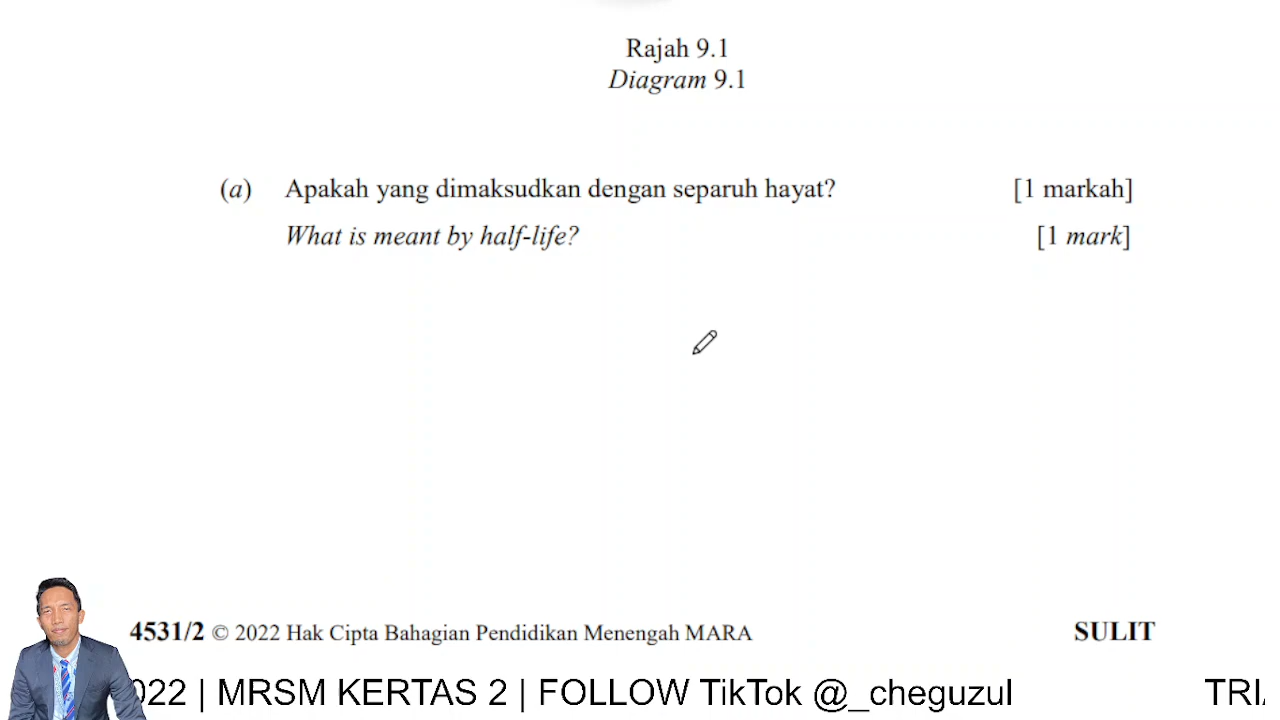 Rajah 9.1
Diagram 9.1
(a) Apakah yang dimaksudkan dengan separuh hayat? [1 markah]
What is meant by half-life? [1 mark]
4531/2 © 2022 Hak Cipta Bahagian Pendidikan Menengah MARA SULIT
022 | MRSM KERTAS 2 | FOLLOW TikTok @_cheguzul